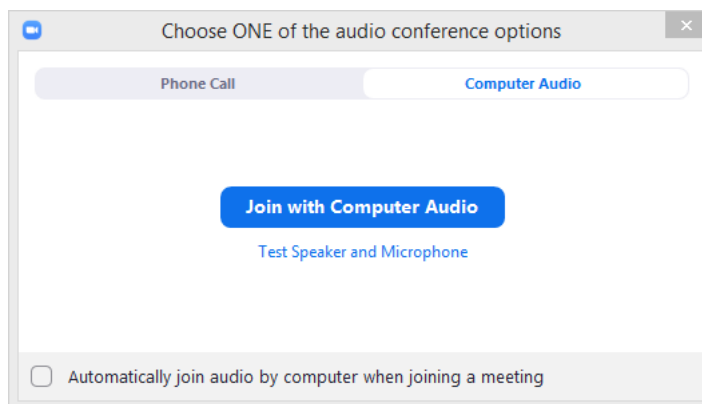 Choose ONE of the audio conference options
Phone Call
Computer Audio
Join with Computer Audio
Test Speaker and Microphone
Automatically join audio by computer when joining a meeting